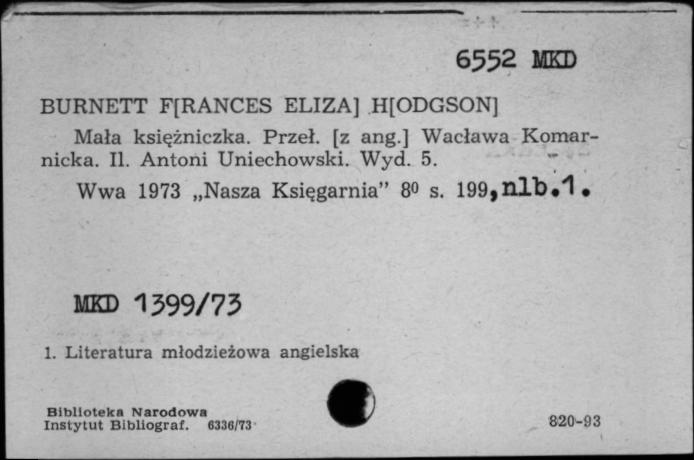 6552 MKD
BURNETT F[RANCES ELIZA] H[ODGSON]
Mała księżniczka. Przeł. [z ang.] Wacława Komar-
nicka. Il. Antoni Uniechowski. Wyd. 5.
Wwa 1973 „Nasza Księgarnia” 8⁰ s. 199, nlb.1.
MKD 1399/73
1. Literatura młodzieżowa angielska
Biblioteka Narodowa
Instytut Bibliograf. 6336/73
820-93